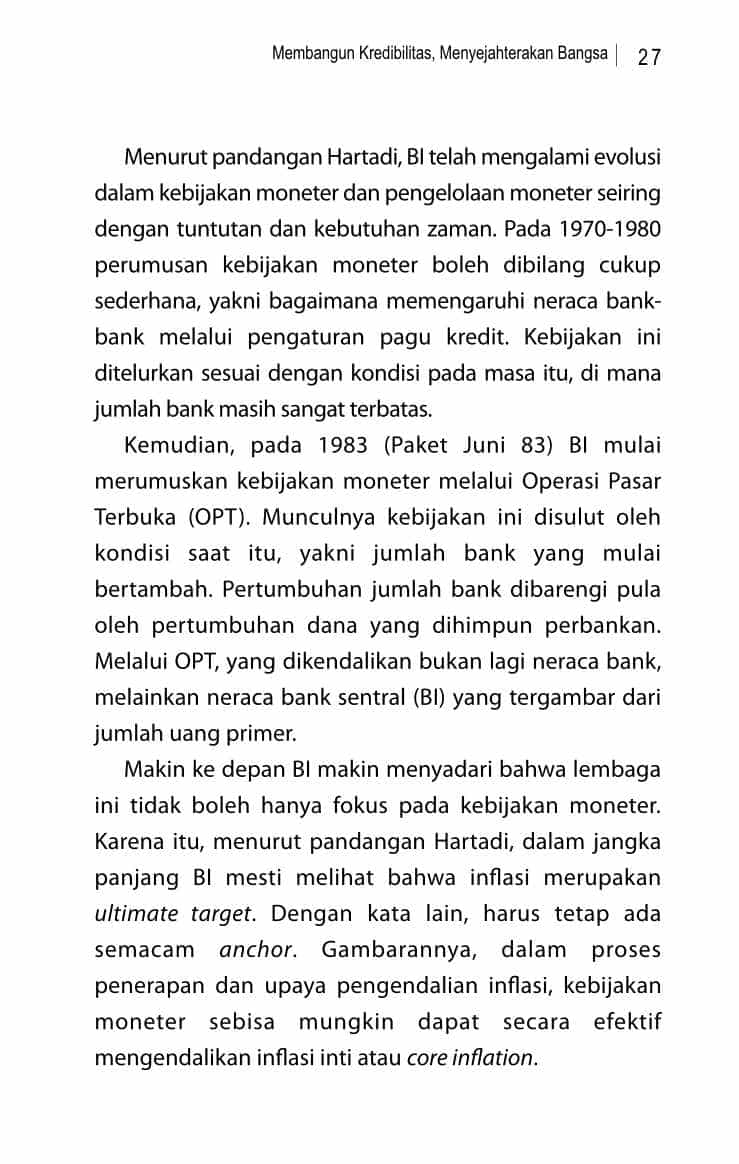 Membangun Kredibilitas, Menyejahterakan Bangsa | 27
Menurut pandangan Hartadi, BI telah mengalami evolusi
dalam kebijakan moneter dan pengelolaan moneter seiring
dengan tuntutan dan kebutuhan zaman. Pada 1970-1980
perumusan kebijakan moneter boleh dibilang cukup
sederhana, yakni bagaimana memengaruhi neraca bank-
bank melalui pengaturan pagu kredit. Kebijakan ini
ditelurkan sesuai dengan kondisi pada masa itu, di mana
jumlah bank masih sangat terbatas.
Kemudian, pada 1983 (Paket Juni 83) BI mulai
merumuskan kebijakan moneter melalui Operasi Pasar
Terbuka (OPT). Munculnya kebijakan ini disulut oleh
kondisi saat itu, yakni jumlah bank yang mulai
bertambah. Pertumbuhan jumlah bank dibarengi pula
oleh pertumbuhan dana yang dihimpun perbankan.
Melalui OPT, yang dikendalikan bukan lagi neraca bank,
melainkan neraca bank sentral (BI) yang tergambar dari
jumlah uang primer.
Makin ke depan BI makin menyadari bahwa lembaga
ini tidak boleh hanya fokus pada kebijakan moneter.
Karena itu, menurut pandangan Hartadi, dalam jangka
panjang BI mesti melihat bahwa inflasi merupakan
ultimate target. Dengan kata lain, harus tetap ada
semacam anchor. Gambarannya, dalam proses
penerapan dan upaya pengendalian inflasi, kebijakan
moneter sebisa mungkin dapat secara efektif
mengendalikan inflasi inti atau core inflation.